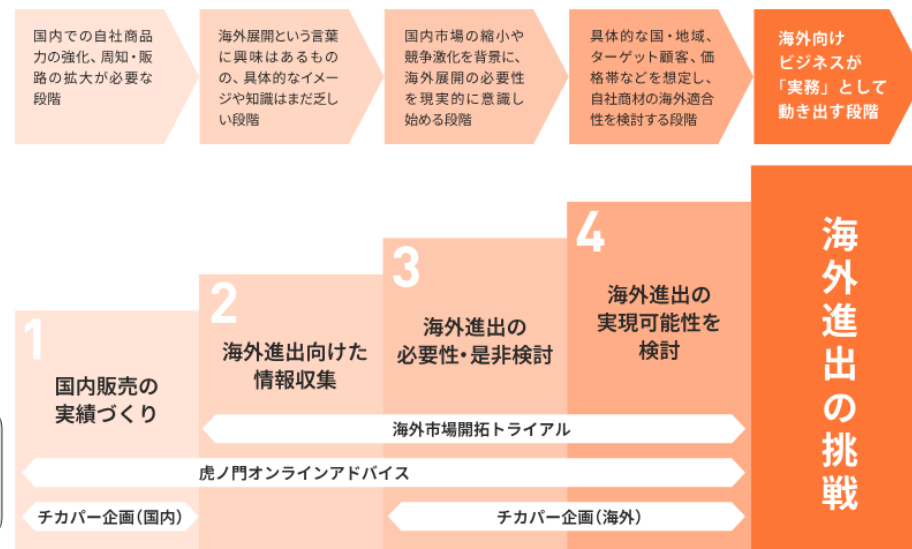 国内での自社商品
力の強化、周知・販
路の拡大が必要な
段階
海外展開という言葉
に興味はあるもの
の、具体的なイメー
ジや知識はまだ乏し
い段階
国内市場の縮小や
競争激化を背景に、
海外展開の必要性
を現実的に意識し
始める段階
具体的な国・地域、
ターゲット顧客、価
格帯などを想定し、
自社商材の海外適合
性を検討する段階
海外向け
ビジネスが
「実務」として
動き出す段階
1
国内販売の
実績づくり
2
海外進出向けた
情報収集
3
海外進出の
必要性・是非検討
4
海外進出の
実現可能性を
検討
海外進出の挑戦
海外市場開拓トライアル
虎ノ門オンラインアドバイス
チカパー企画(国内)
チカパー企画(海外)